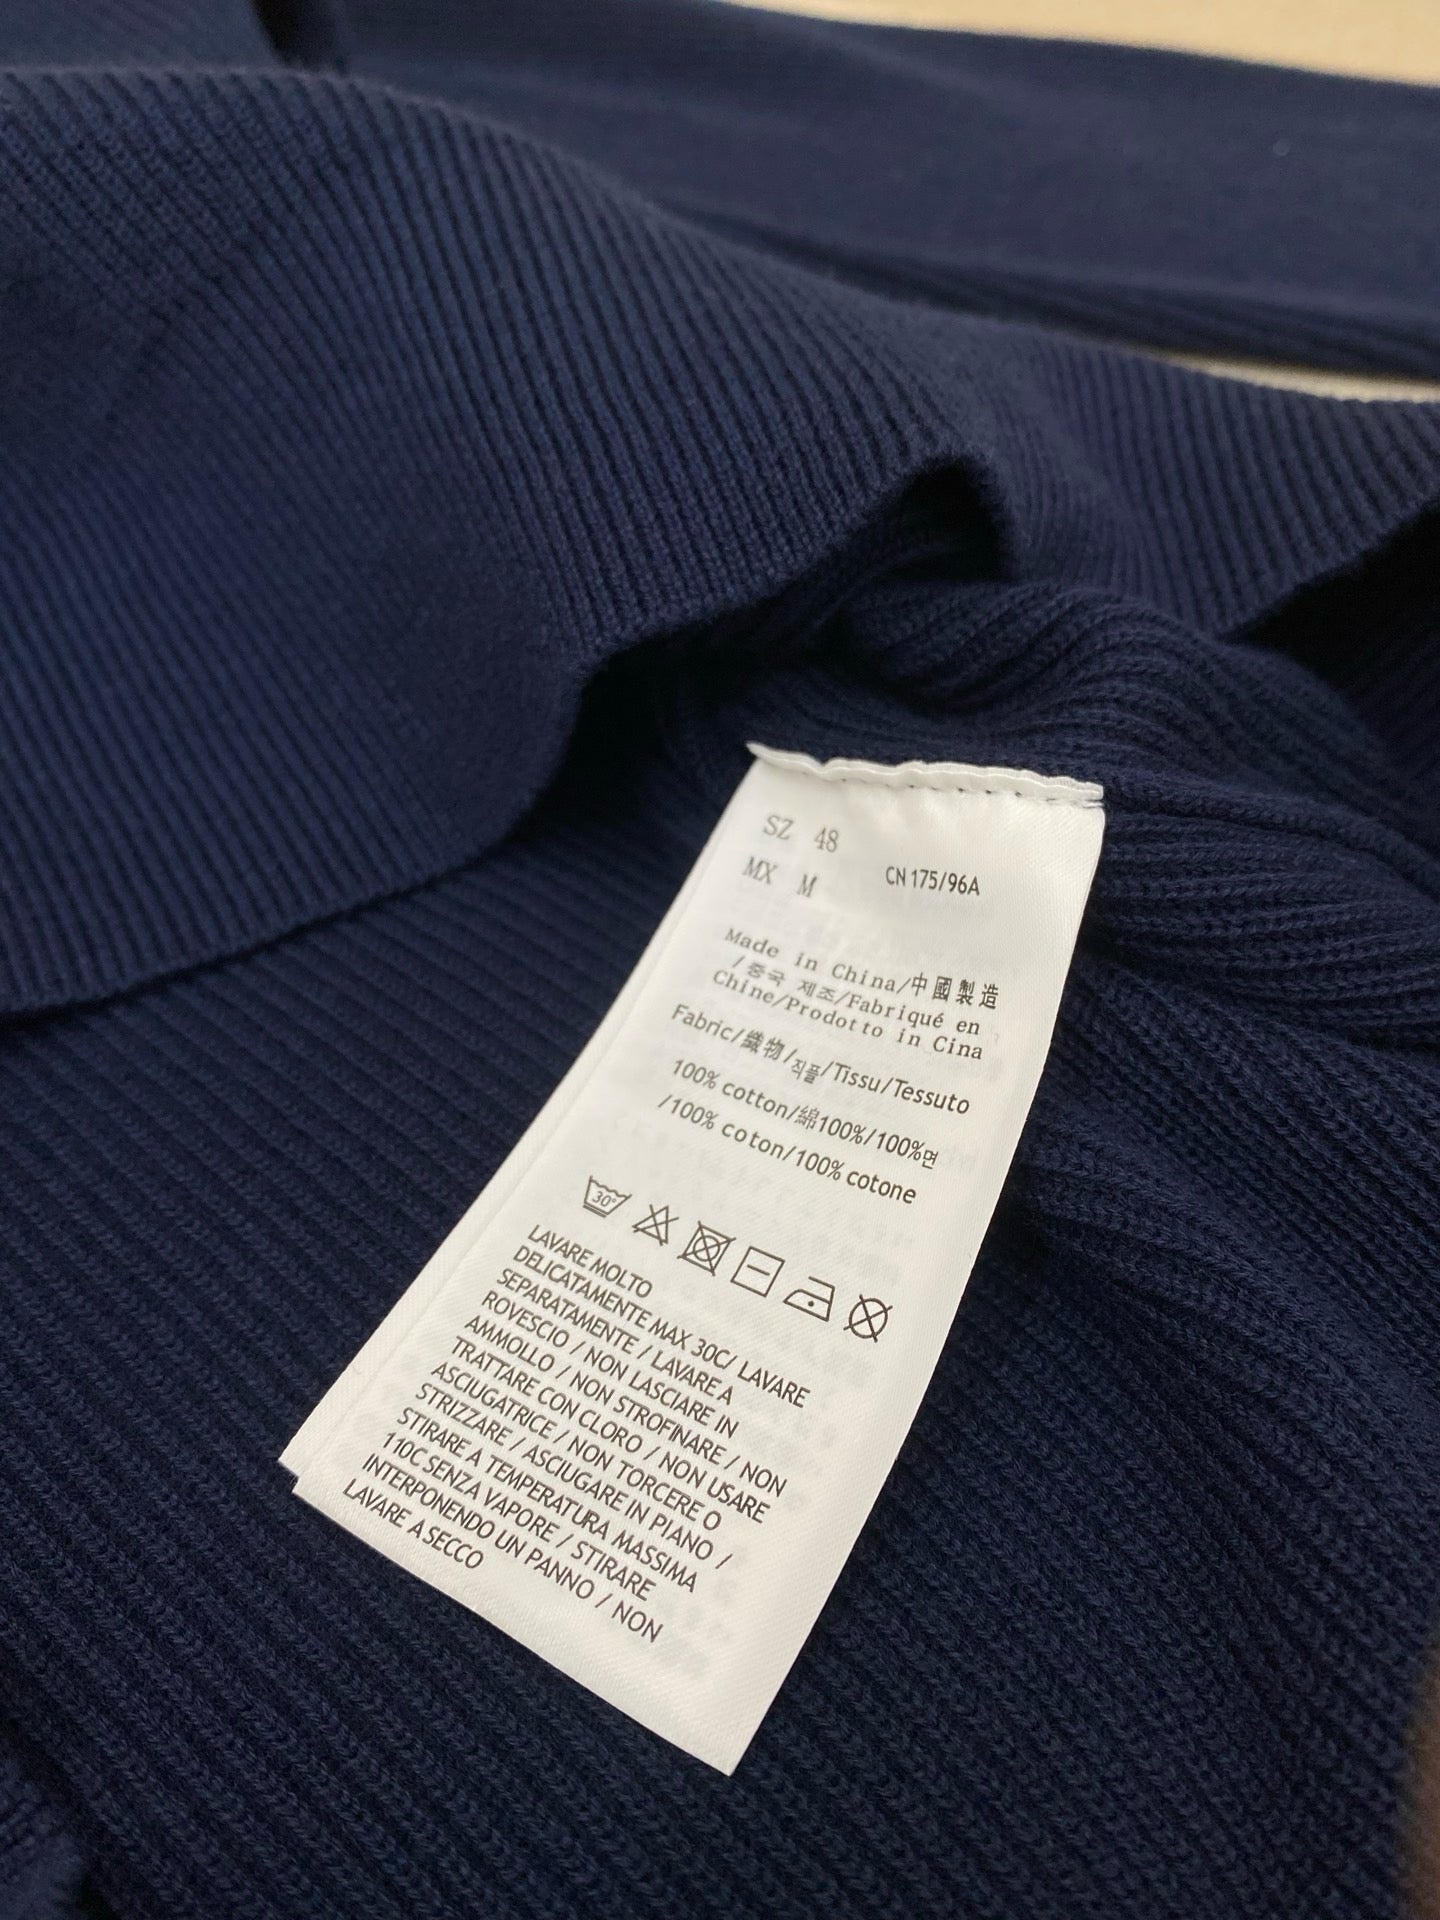 SZ 48
CN 175/96A
MX M
Made in China/中國製造
/중국 제조/Fabriqué en
Chine/Prodotto in Cina
Fabric/織物/직플/Tissu/Tessuto
100% cotton/綿100%/100%면
/100% coton/100% cotone
30°
LAVARE MOLTO
DELICATAMENTE MAX 30C/ LAVARE
SEPARATAMENTE / LAVARE A
ROVESCIO / NON LASCIARE IN
AMMOLLO / NON STROFINARE / NON
TRATTARE CON CLORO / NON USARE
ASCIUGATRICE / NON TORCERE O
STRIZZARE / ASCIUGARE IN PIANO /
STIRARE A TEMPERATURA MASSIMA
110C SENZA VAPORE / STIRARE
INTERPONENDO UN PANNO / NON
LAVARE A SECCO